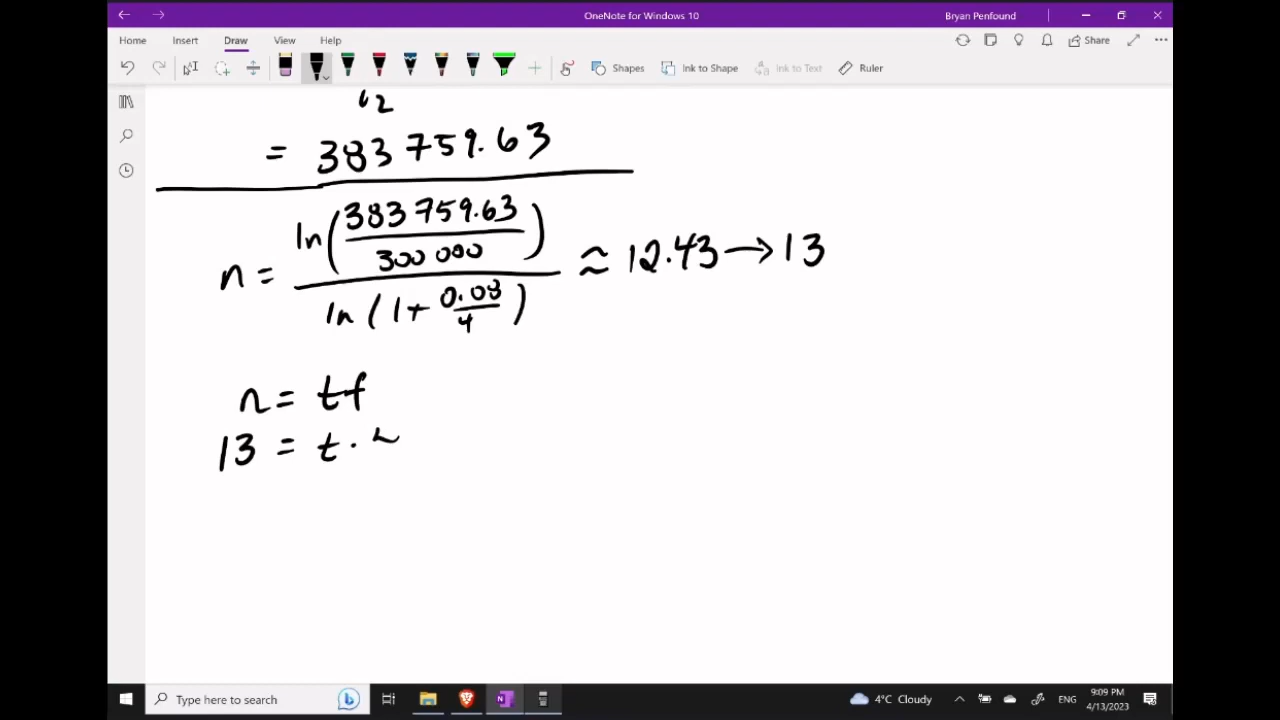 OneNote for Windows 10
Bryan Penfound
Home Insert Draw View Help
Share
Shapes
Ink to Shape
Ink to Text
Ruler
12
= 383 759.63
n = ln(383 759.63 / 300 000) / ln(1 + 0.08 / 4) ≈ 12.43 → 13
n = tf
13 = t ·
Type here to search
4°C Cloudy
ENG
9:09 PM
4/13/2023